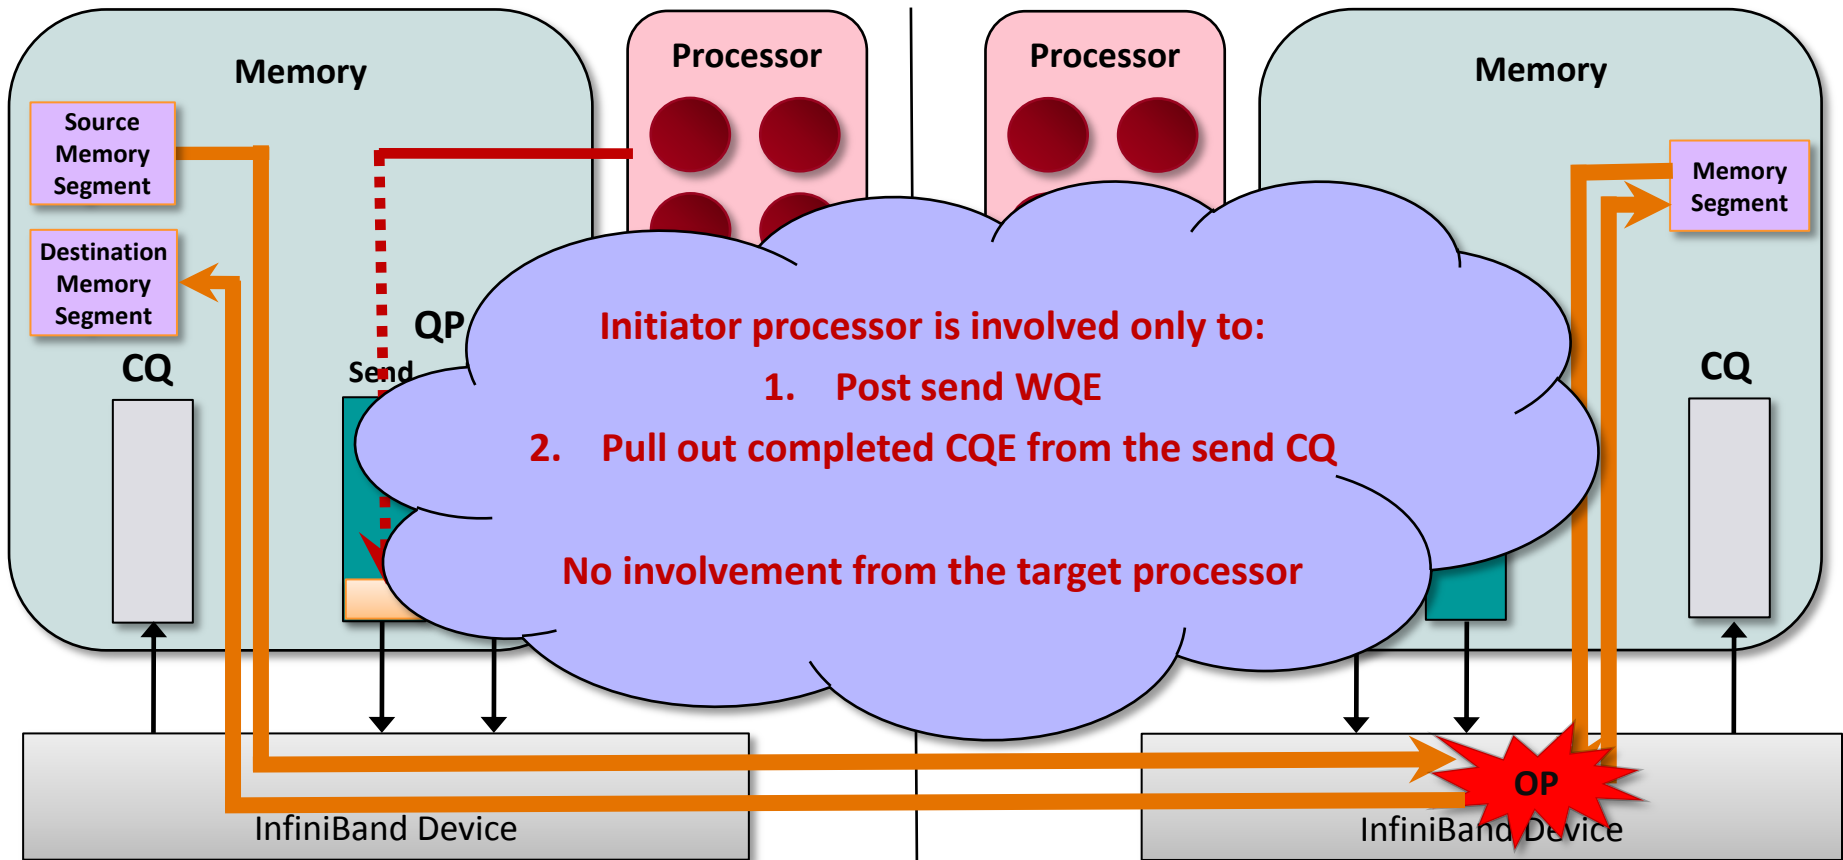 Memory
Processor
Processor
Memory
Source
Memory
Segment
Memory
Segment
Destination
Memory
Segment
QP
CQ
Send
Initiator processor is involved only to:
1. Post send WQE
2. Pull out completed CQE from the send CQ
No involvement from the target processor
CQ
OP
InfiniBand Device
InfiniBand Device